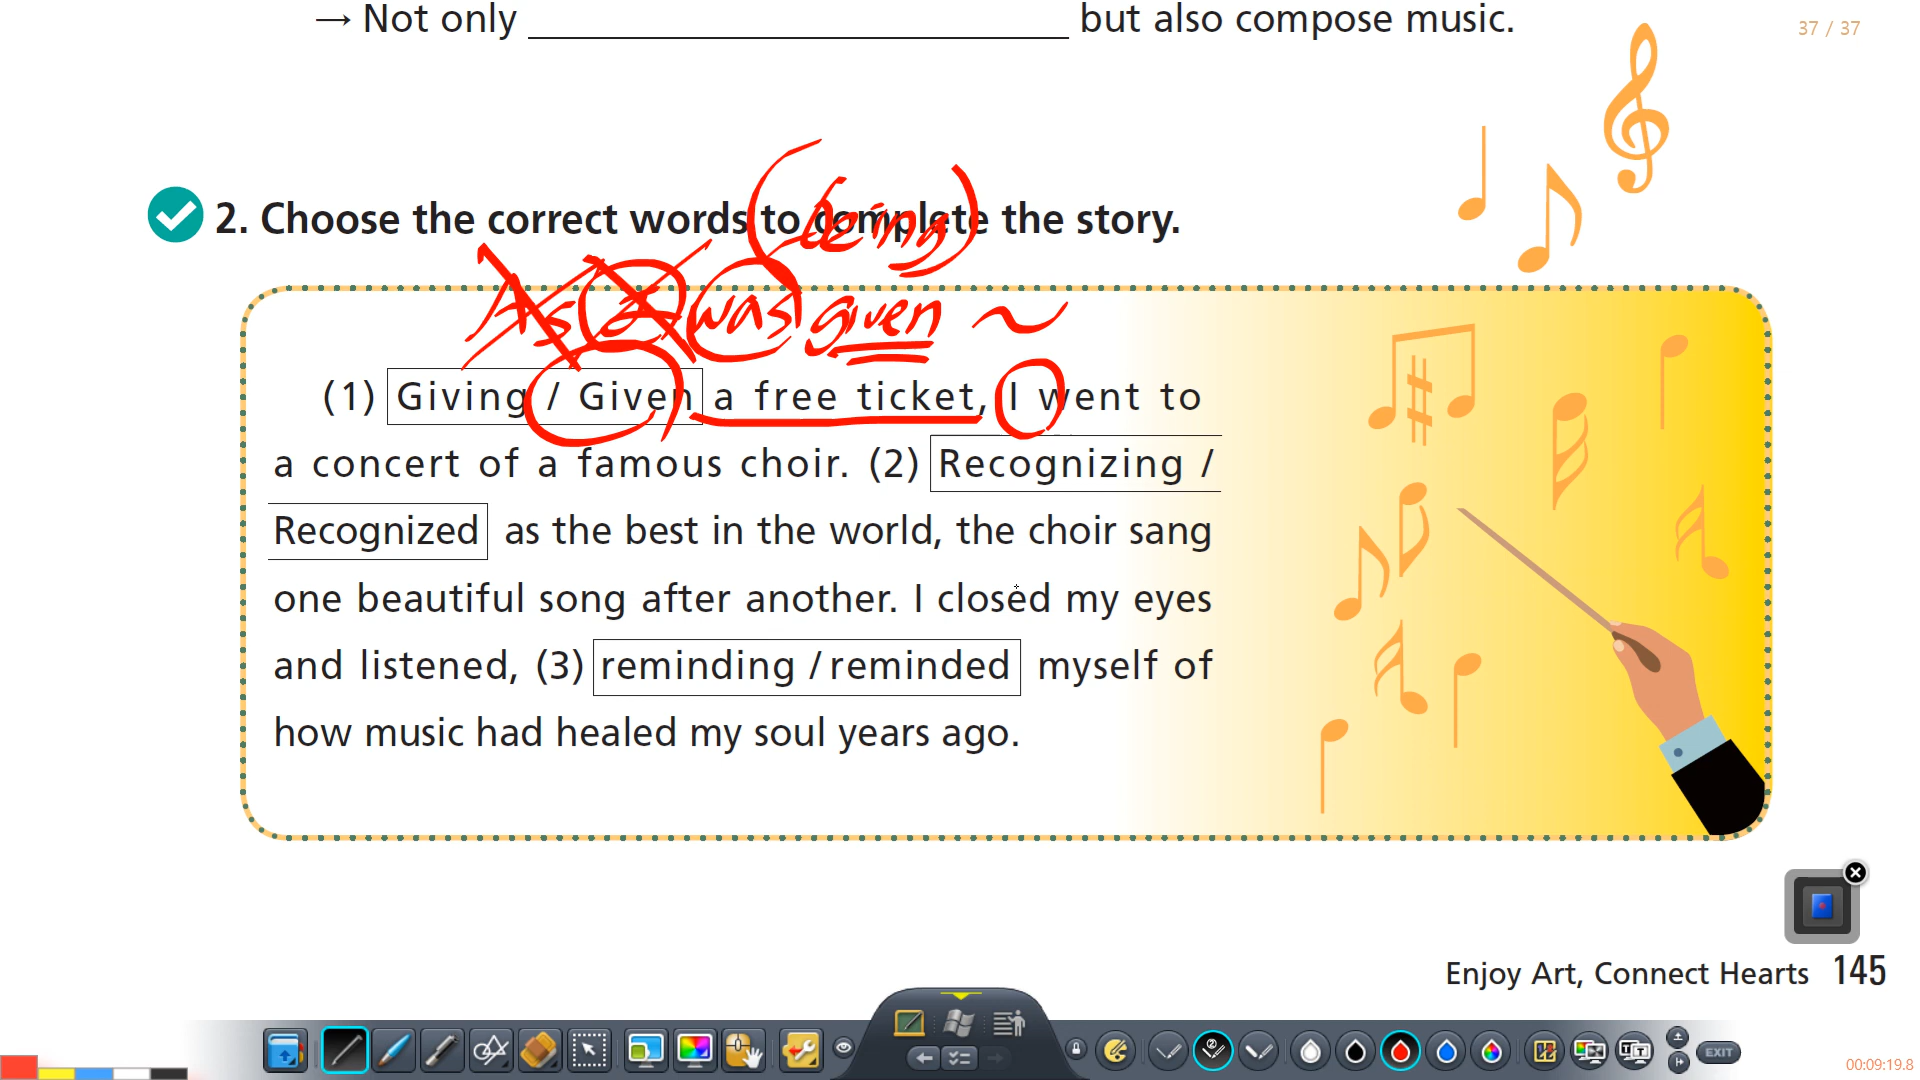 → Not only ____________________ but also compose music.
37 / 37
2. Choose the correct words to complete the story.
(being)
As I was given ~
(1) Giving / Given a free ticket, I went to
a concert of a famous choir. (2) Recognizing /
Recognized as the best in the world, the choir sang
one beautiful song after another. I closed my eyes
and listened, (3) reminding / reminded myself of
how music had healed my soul years ago.
Enjoy Art, Connect Hearts 145
EXIT
00:09:19.8